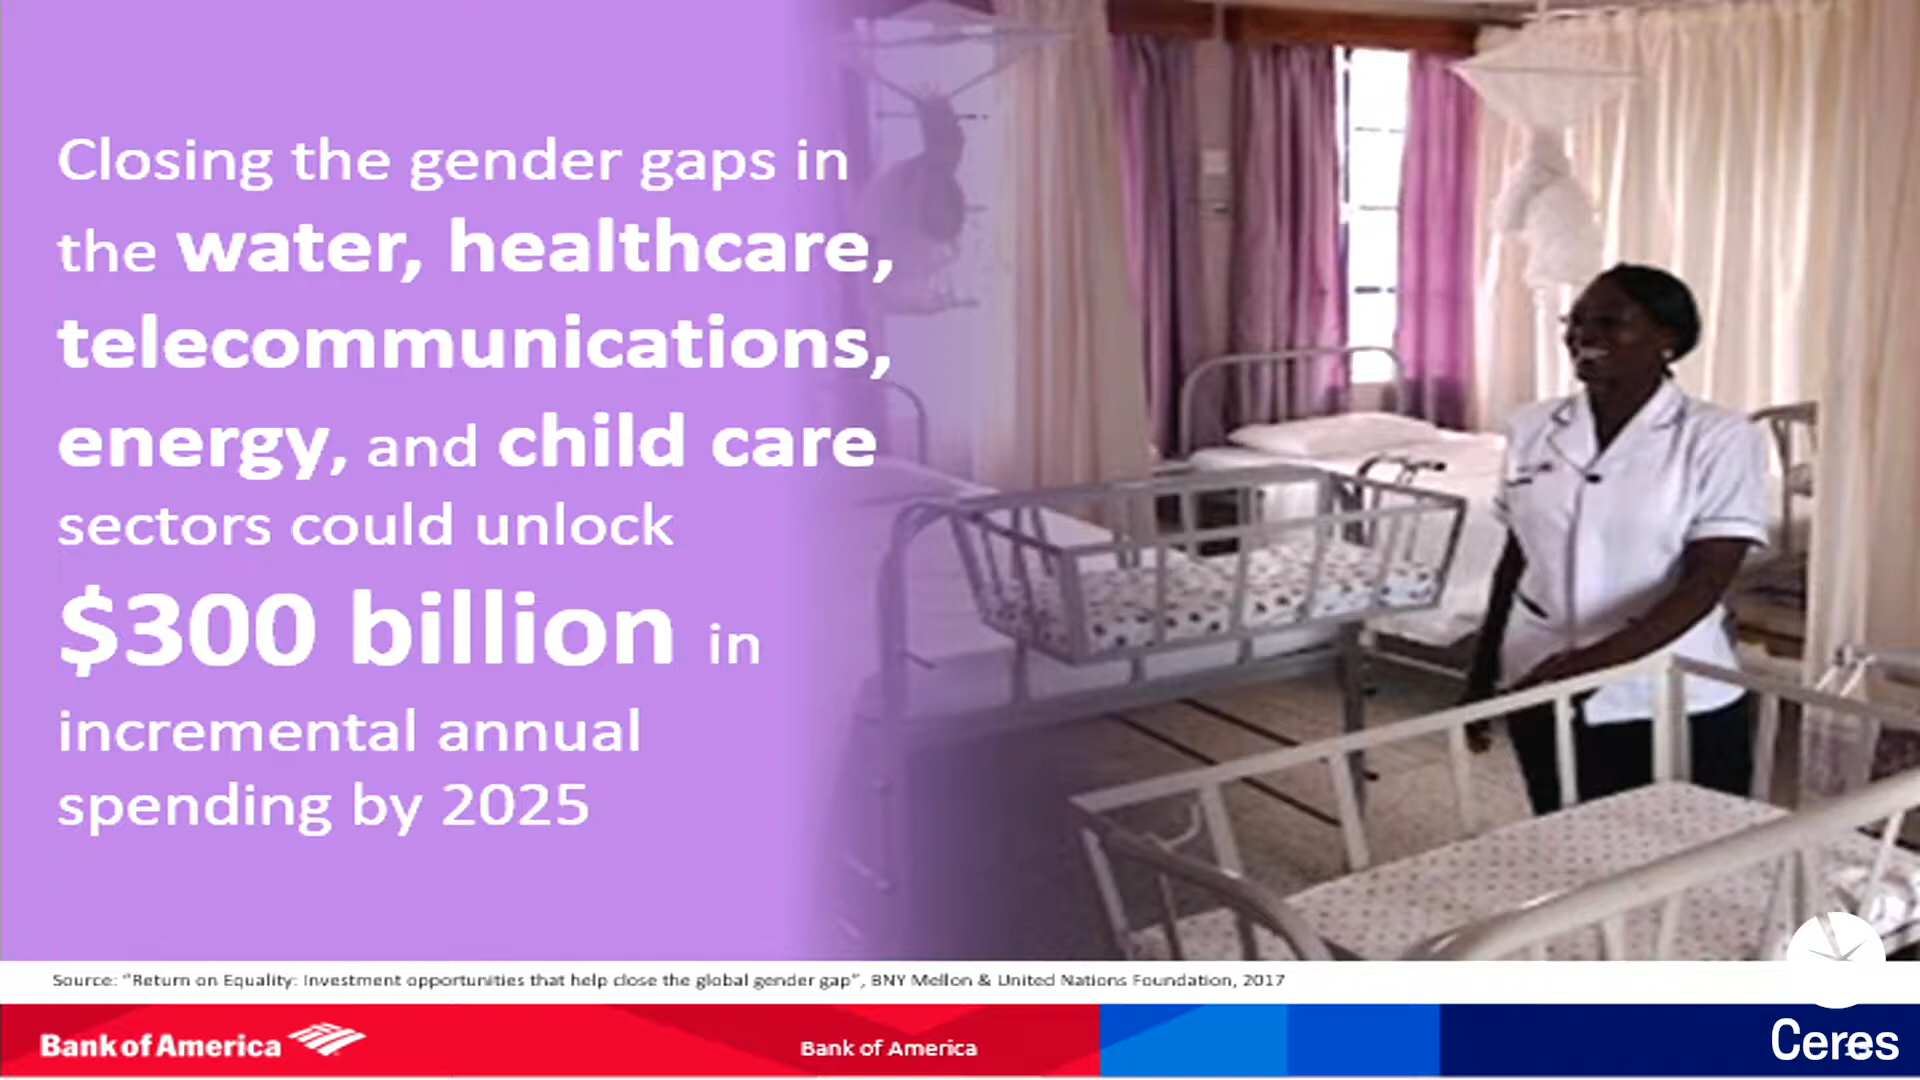 Closing the gender gaps in
the water, healthcare,
telecommunications,
energy, and child care
sectors could unlock
$300 billion in
incremental annual
spending by 2025
Source: "Return on Equality: Investment opportunities that help close the global gender gap", BNY Mellon & United Nations Foundation, 2017
Bank of America
Bank of America
Ceres